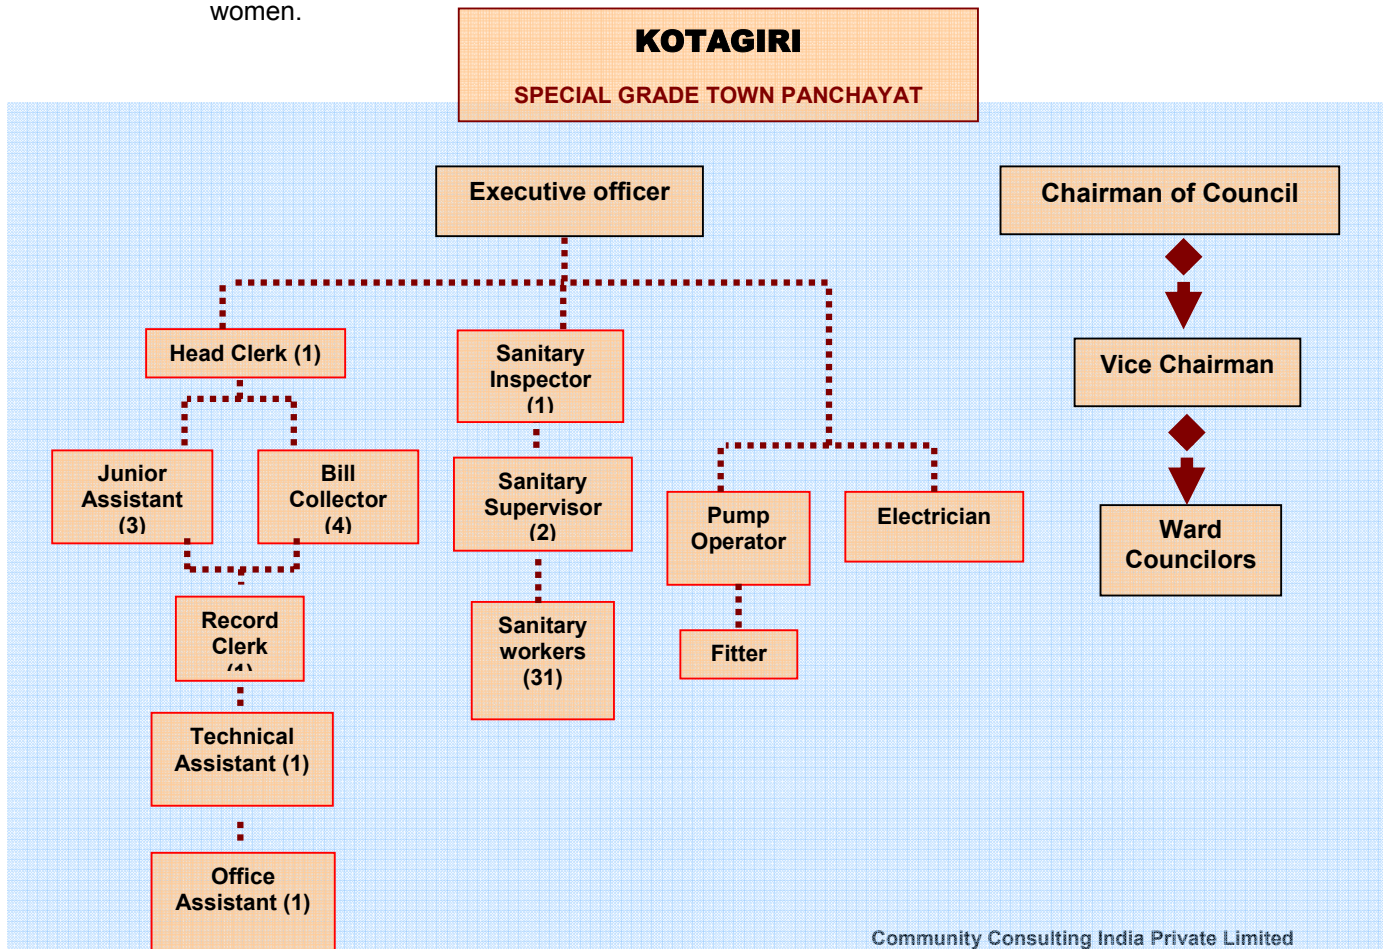 women.
KOTAGIRI
SPECIAL GRADE TOWN PANCHAYAT
Executive officer
Chairman of Council
Head Clerk (1)
Sanitary
Inspector
(1)
Vice Chairman
Junior
Assistant
(3)
Bill
Collector
(4)
Sanitary
Supervisor
(2)
Pump
Operator
Electrician
Ward
Councilors
Record
Clerk
(1)
Sanitary
workers
(31)
Fitter
Technical
Assistant (1)
Office
Assistant (1)
Community Consulting India Private Limited